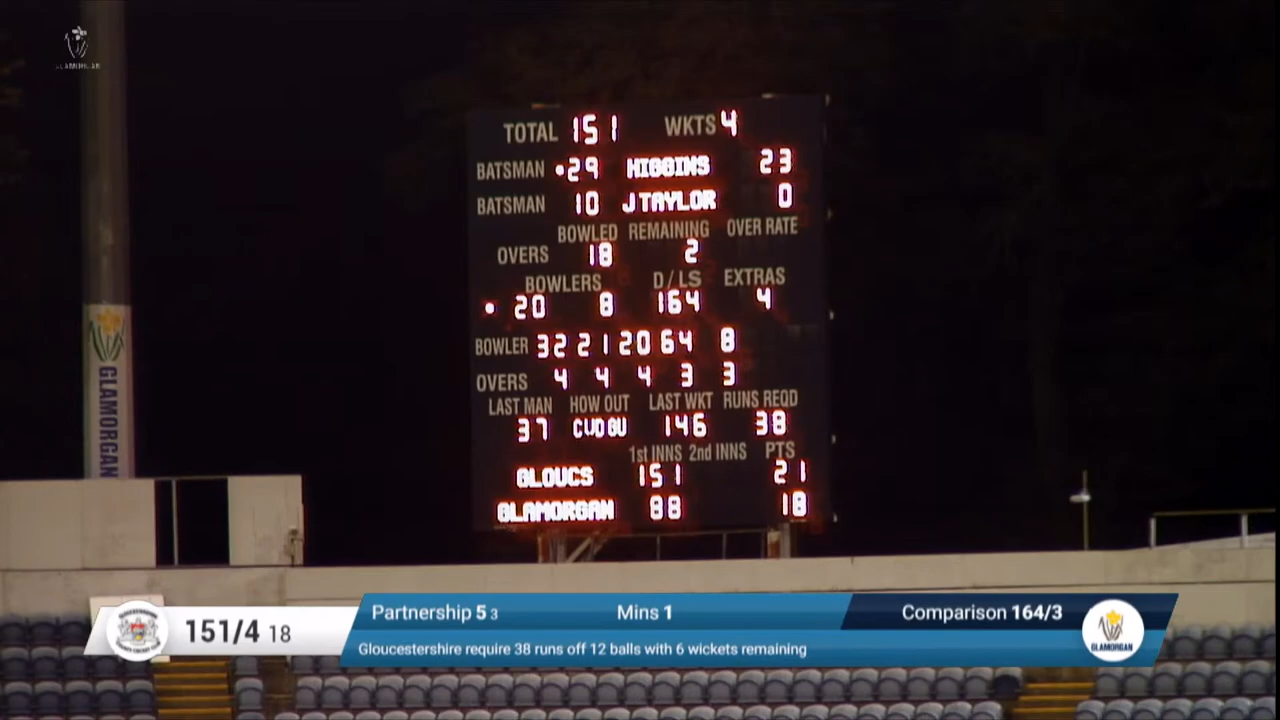 GLAMORGAN
TOTAL 151 WKTS 4
BATSMAN •29 HIGGINS 23
BATSMAN 10 J TAYLOR 0
BOWLED REMAINING OVER RATE
OVERS 18 2
BOWLERS D/LS EXTRAS
• 20 8 164 4
BOWLER 32 21 20 64 8
OVERS 4 4 4 3 3
LAST MAN HOW OUT LAST WKT RUNS REQD
37 146 38
1st INNS 2nd INNS PTS
GLOUCS 151 21
GLAMORGAN 88 18
GLAMORGAN
151/4 18
Partnership 5 3 Mins 1 Comparison 164/3
Gloucestershire require 38 runs off 12 balls with 6 wickets remaining
GLAMORGAN